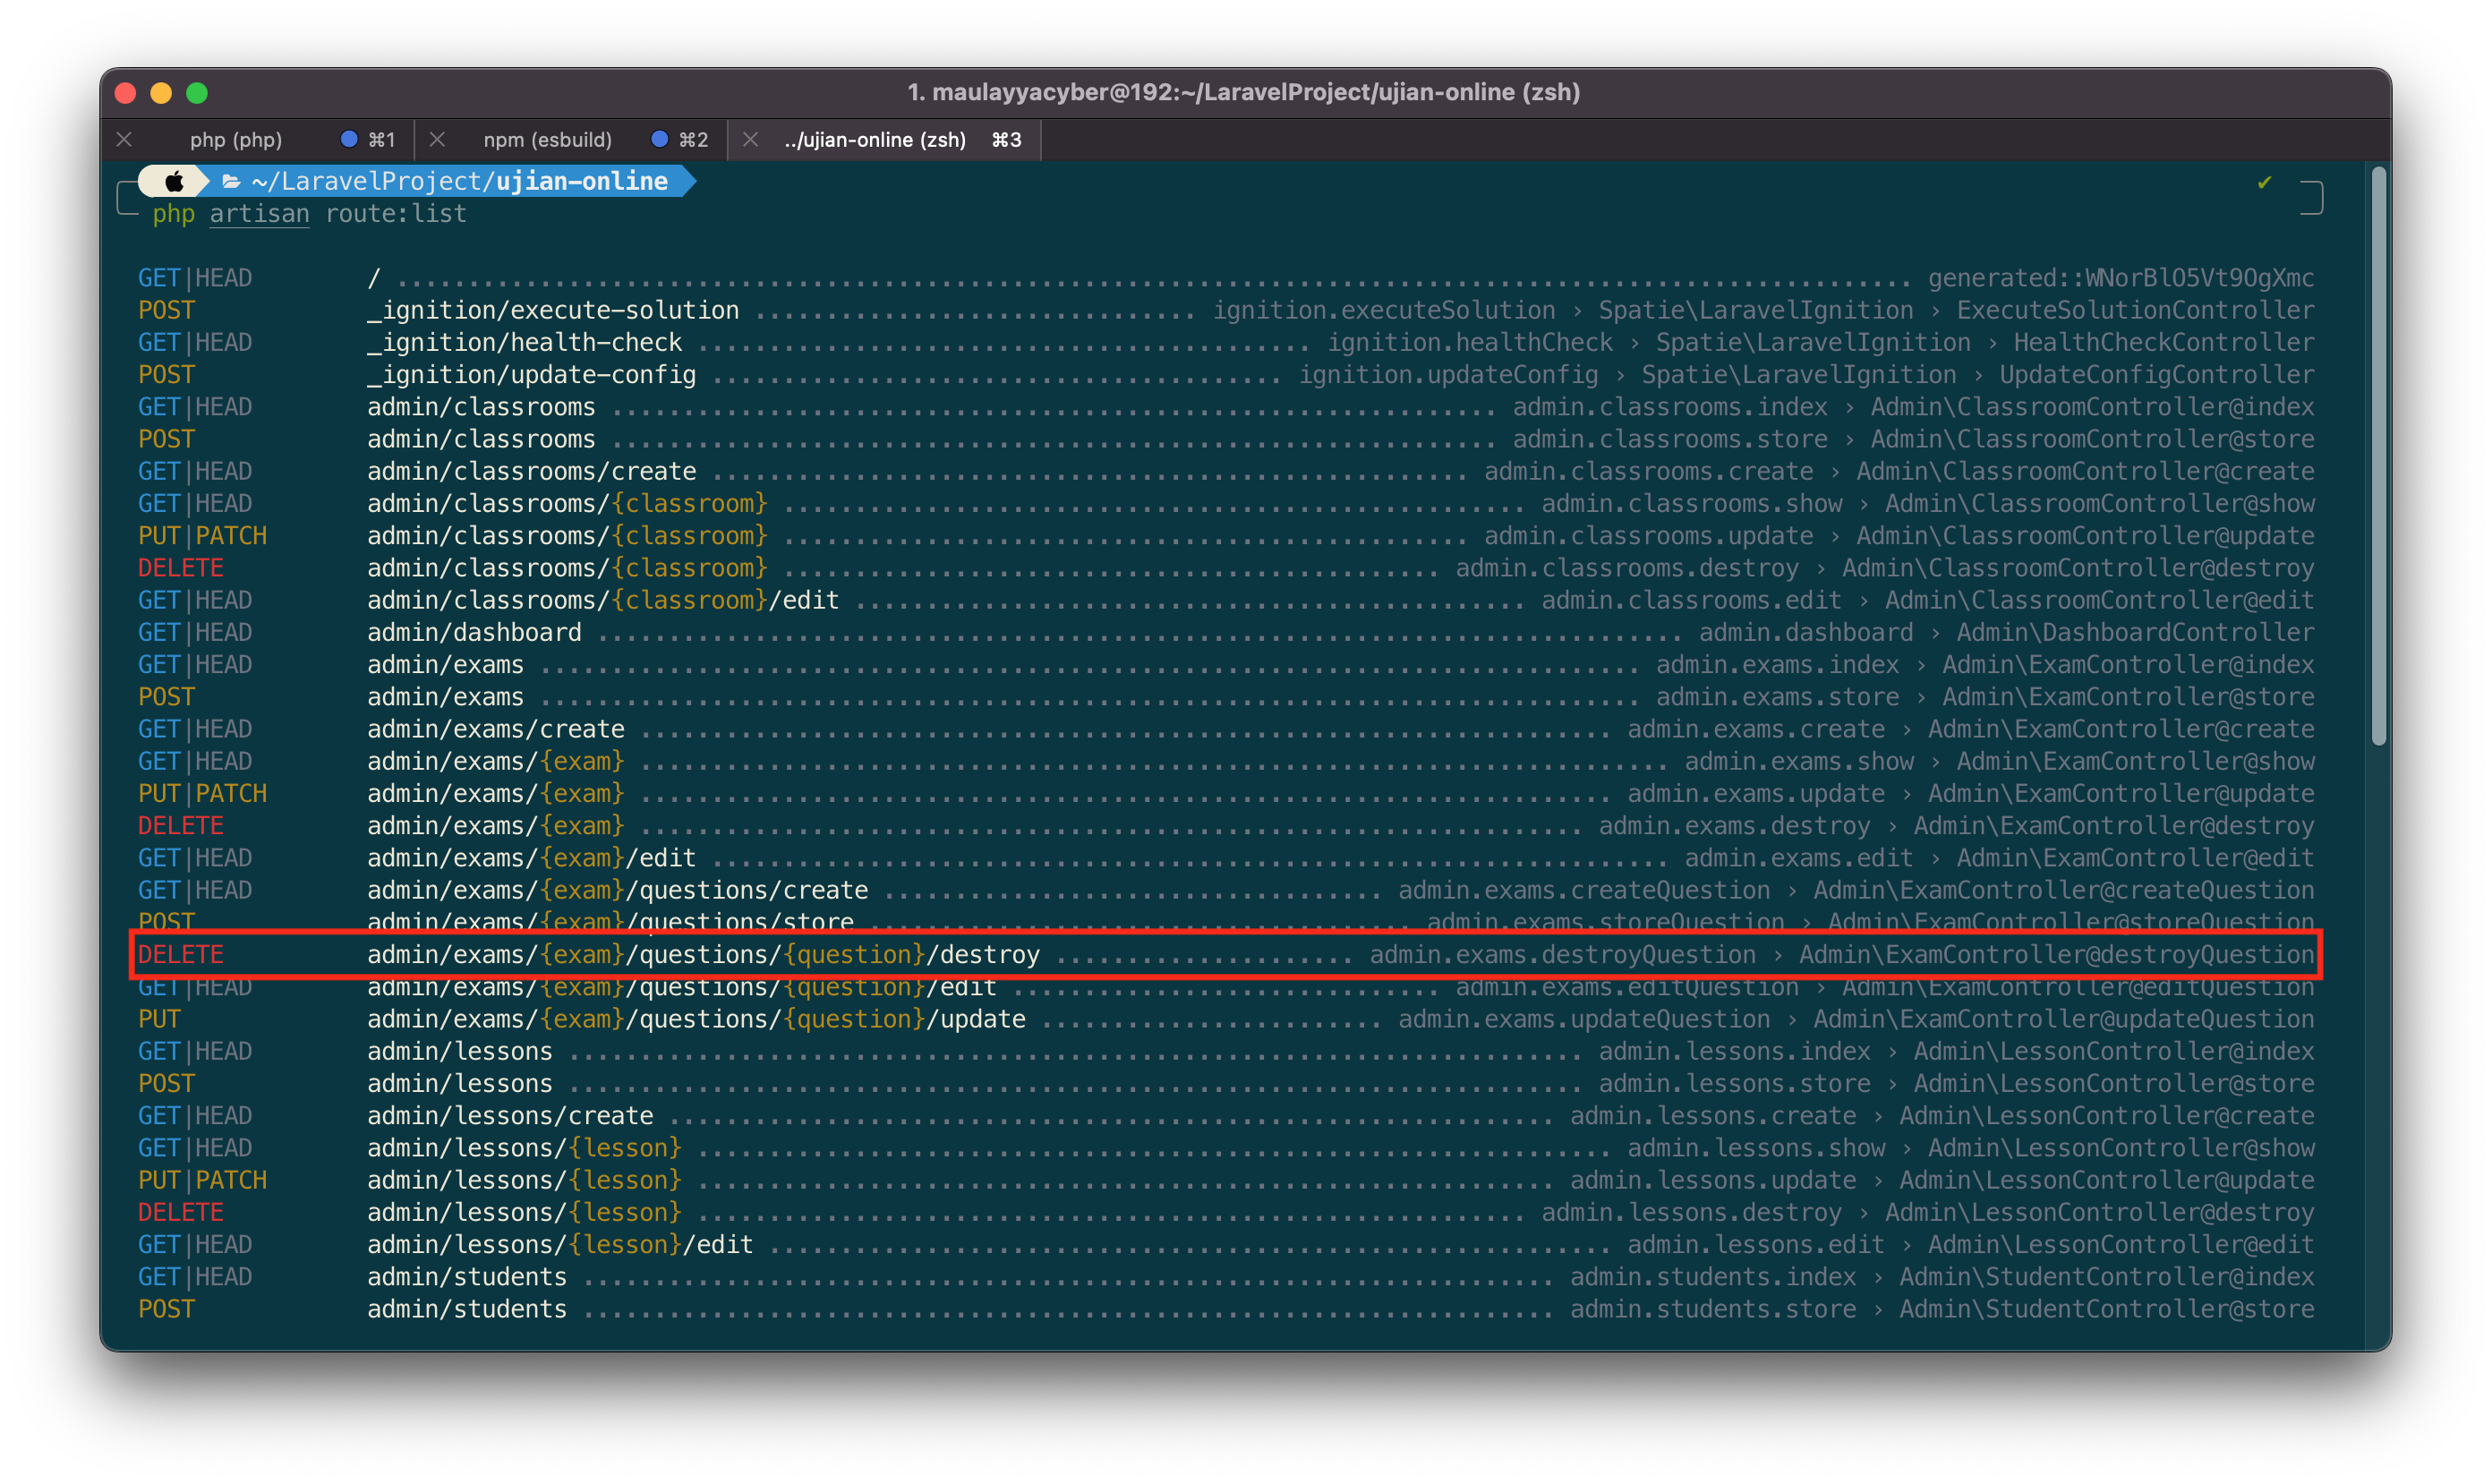 1. maulayyacyber@192:~/LaravelProject/ujian-online (zsh)
php (php) ⌘1 npm (esbuild) ⌘2 ../ujian-online (zsh) ⌘3
~/LaravelProject/ujian-online ✔
php artisan route:list
GET|HEAD / .......................................................................................................... generated::WNorBlO5Vt9OgXmc
POST _ignition/execute-solution ............................... ignition.executeSolution › Spatie\LaravelIgnition › ExecuteSolutionController
GET|HEAD _ignition/health-check ........................................... ignition.healthCheck › Spatie\LaravelIgnition › HealthCheckController
POST _ignition/update-config ........................................ ignition.updateConfig › Spatie\LaravelIgnition › UpdateConfigController
GET|HEAD admin/classrooms .............................................................. admin.classrooms.index › Admin\ClassroomController@index
POST admin/classrooms .............................................................. admin.classrooms.store › Admin\ClassroomController@store
GET|HEAD admin/classrooms/create ..................................................... admin.classrooms.create › Admin\ClassroomController@create
GET|HEAD admin/classrooms/{classroom} .................................................... admin.classrooms.show › Admin\ClassroomController@show
PUT|PATCH admin/classrooms/{classroom} ................................................ admin.classrooms.update › Admin\ClassroomController@update
DELETE admin/classrooms/{classroom} .............................................. admin.classrooms.destroy › Admin\ClassroomController@destroy
GET|HEAD admin/classrooms/{classroom}/edit ............................................... admin.classrooms.edit › Admin\ClassroomController@edit
GET|HEAD admin/dashboard ............................................................................ admin.dashboard › Admin\DashboardController
GET|HEAD admin/exams ............................................................................. admin.exams.index › Admin\ExamController@index
POST admin/exams ............................................................................. admin.exams.store › Admin\ExamController@store
GET|HEAD admin/exams/create .................................................................... admin.exams.create › Admin\ExamController@create
GET|HEAD admin/exams/{exam} ........................................................................ admin.exams.show › Admin\ExamController@show
PUT|PATCH admin/exams/{exam} .................................................................... admin.exams.update › Admin\ExamController@update
DELETE admin/exams/{exam} .................................................................. admin.exams.destroy › Admin\ExamController@destroy
GET|HEAD admin/exams/{exam}/edit ................................................................... admin.exams.edit › Admin\ExamController@edit
GET|HEAD admin/exams/{exam}/questions/create ................................... admin.exams.createQuestion › Admin\ExamController@createQuestion
POST admin/exams/{exam}/questions/store ...................................... admin.exams.storeQuestion › Admin\ExamController@storeQuestion
DELETE admin/exams/{exam}/questions/{question}/destroy ..................... admin.exams.destroyQuestion › Admin\ExamController@destroyQuestion
GET|HEAD admin/exams/{exam}/questions/{question}/edit .............................. admin.exams.editQuestion › Admin\ExamController@editQuestion
PUT admin/exams/{exam}/questions/{question}/update ........................ admin.exams.updateQuestion › Admin\ExamController@updateQuestion
GET|HEAD admin/lessons ....................................................................... admin.lessons.index › Admin\LessonController@index
POST admin/lessons ....................................................................... admin.lessons.store › Admin\LessonController@store
GET|HEAD admin/lessons/create .............................................................. admin.lessons.create › Admin\LessonController@create
GET|HEAD admin/lessons/{lesson} ................................................................ admin.lessons.show › Admin\LessonController@show
PUT|PATCH admin/lessons/{lesson} ............................................................ admin.lessons.update › Admin\LessonController@update
DELETE admin/lessons/{lesson} .......................................................... admin.lessons.destroy › Admin\LessonController@destroy
GET|HEAD admin/lessons/{lesson}/edit ........................................................... admin.lessons.edit › Admin\LessonController@edit
GET|HEAD admin/students .................................................................... admin.students.index › Admin\StudentController@index
POST admin/students .................................................................... admin.students.store › Admin\StudentController@store